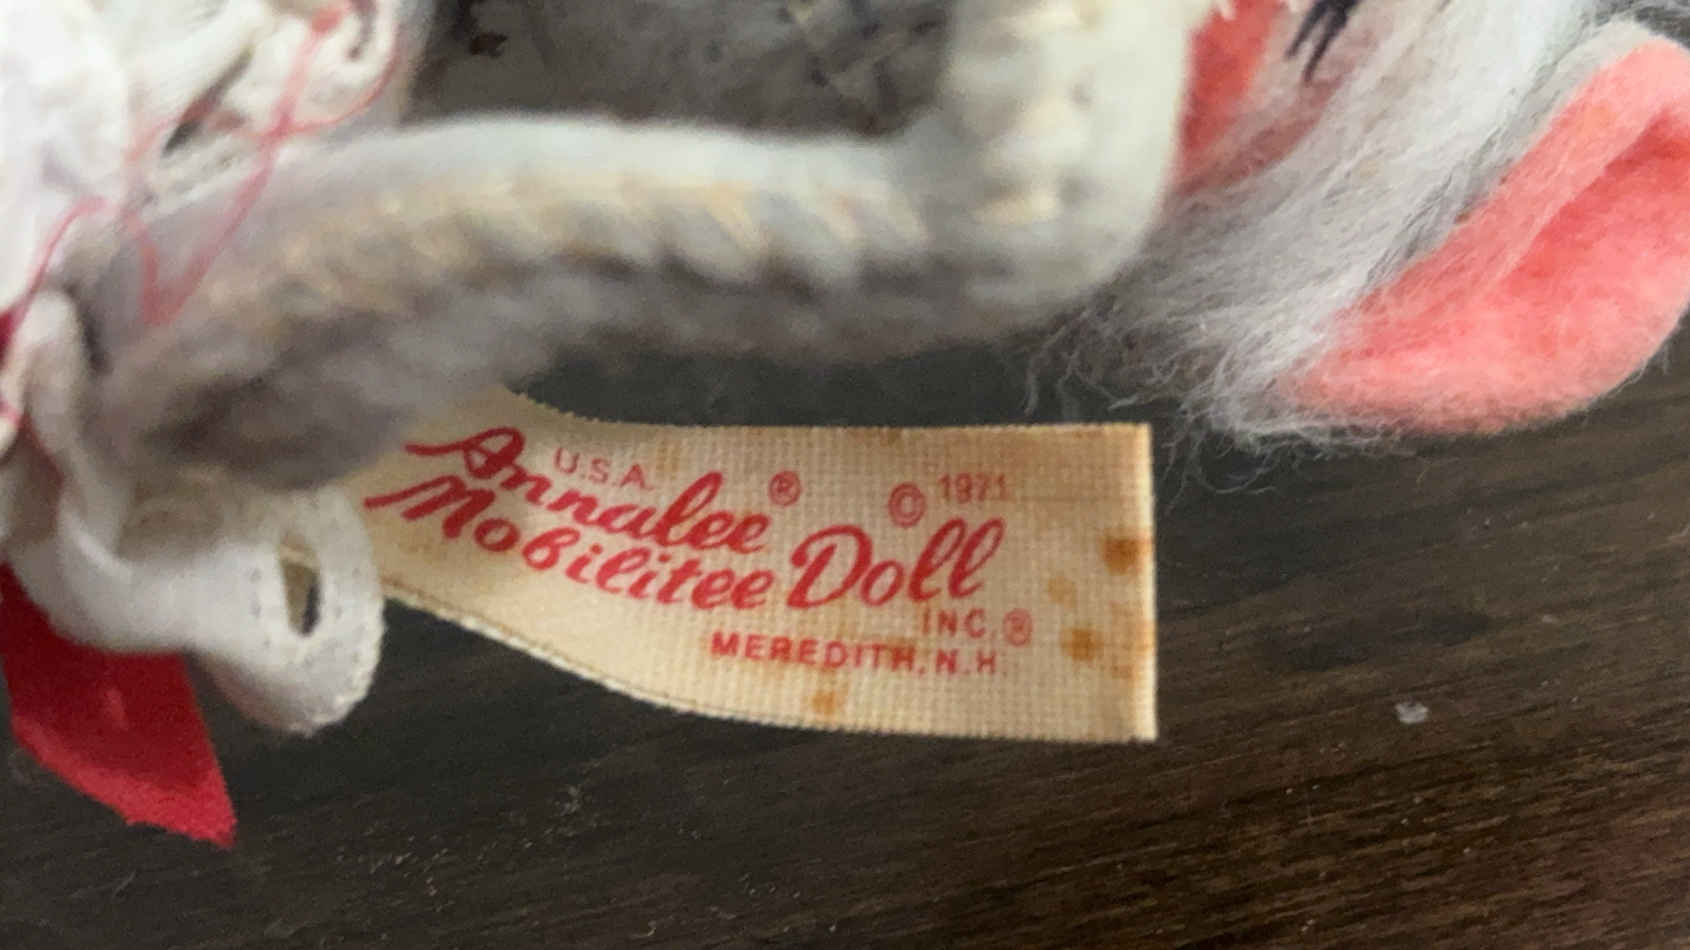 U.S.A.
Annalee ® © 1971
Mobilitee Doll
INC. ®
MEREDITH, N.H.